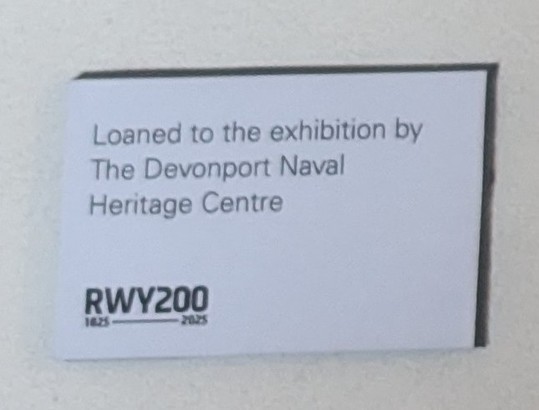 Loaned to the exhibition by
The Devonport Naval
Heritage Centre
RWY200
1825 2025